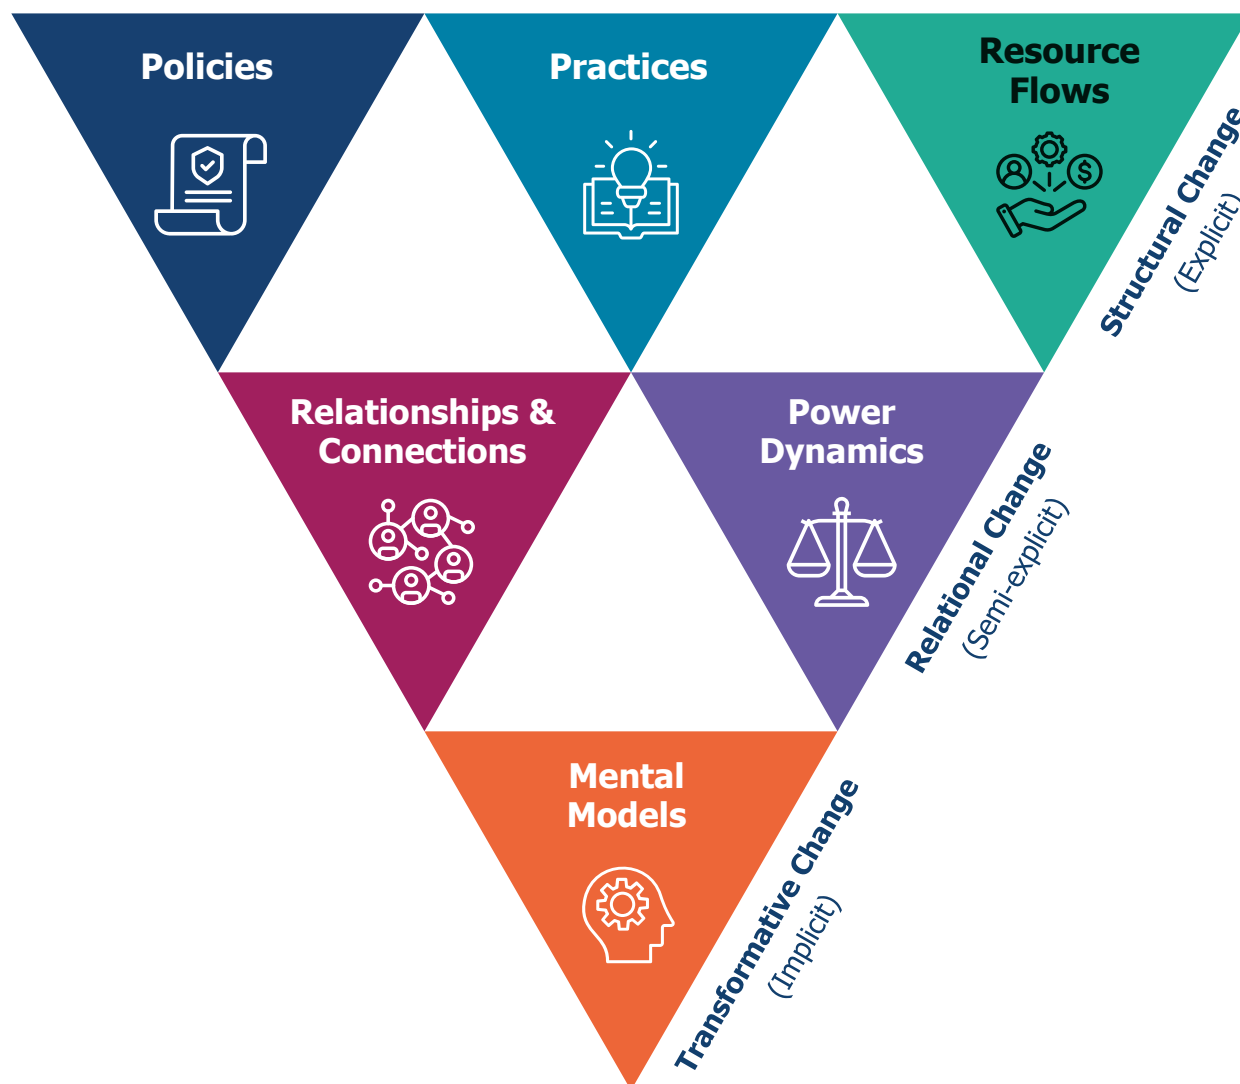 Policies
Practices
Resource
Flows
$
Structural Change
(Explicit)
Relationships &
Connections
Power
Dynamics
Relational Change
(Semi-explicit)
Mental
Models
Transformative Change
(Implicit)